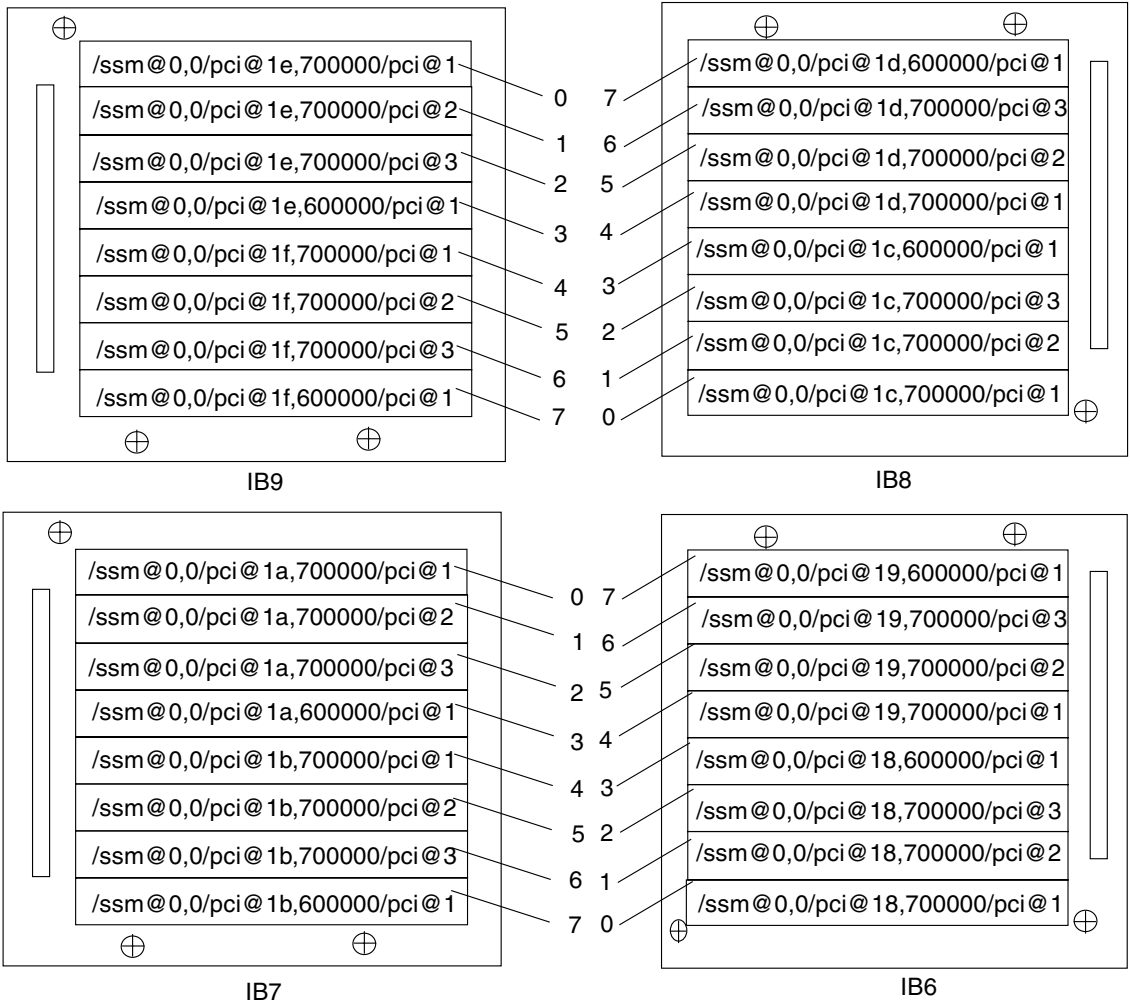 /ssm@0,0/pci@1e,700000/pci@1
/ssm@0,0/pci@1e,700000/pci@2
/ssm@0,0/pci@1e,700000/pci@3
/ssm@0,0/pci@1e,600000/pci@1
/ssm@0,0/pci@1f,700000/pci@1
/ssm@0,0/pci@1f,700000/pci@2
/ssm@0,0/pci@1f,700000/pci@3
/ssm@0,0/pci@1f,600000/pci@1
0
1
2
3
4
5
6
7
IB9
7
6
5
4
3
2
1
0
/ssm@0,0/pci@1d,600000/pci@1
/ssm@0,0/pci@1d,700000/pci@3
/ssm@0,0/pci@1d,700000/pci@2
/ssm@0,0/pci@1d,700000/pci@1
/ssm@0,0/pci@1c,600000/pci@1
/ssm@0,0/pci@1c,700000/pci@3
/ssm@0,0/pci@1c,700000/pci@2
/ssm@0,0/pci@1c,700000/pci@1
IB8
/ssm@0,0/pci@1a,700000/pci@1
/ssm@0,0/pci@1a,700000/pci@2
/ssm@0,0/pci@1a,700000/pci@3
/ssm@0,0/pci@1a,600000/pci@1
/ssm@0,0/pci@1b,700000/pci@1
/ssm@0,0/pci@1b,700000/pci@2
/ssm@0,0/pci@1b,700000/pci@3
/ssm@0,0/pci@1b,600000/pci@1
0
1
2
3
4
5
6
7
IB7
7
6
5
4
3
2
1
0
/ssm@0,0/pci@19,600000/pci@1
/ssm@0,0/pci@19,700000/pci@3
/ssm@0,0/pci@19,700000/pci@2
/ssm@0,0/pci@19,700000/pci@1
/ssm@0,0/pci@18,600000/pci@1
/ssm@0,0/pci@18,700000/pci@3
/ssm@0,0/pci@18,700000/pci@2
/ssm@0,0/pci@18,700000/pci@1
IB6